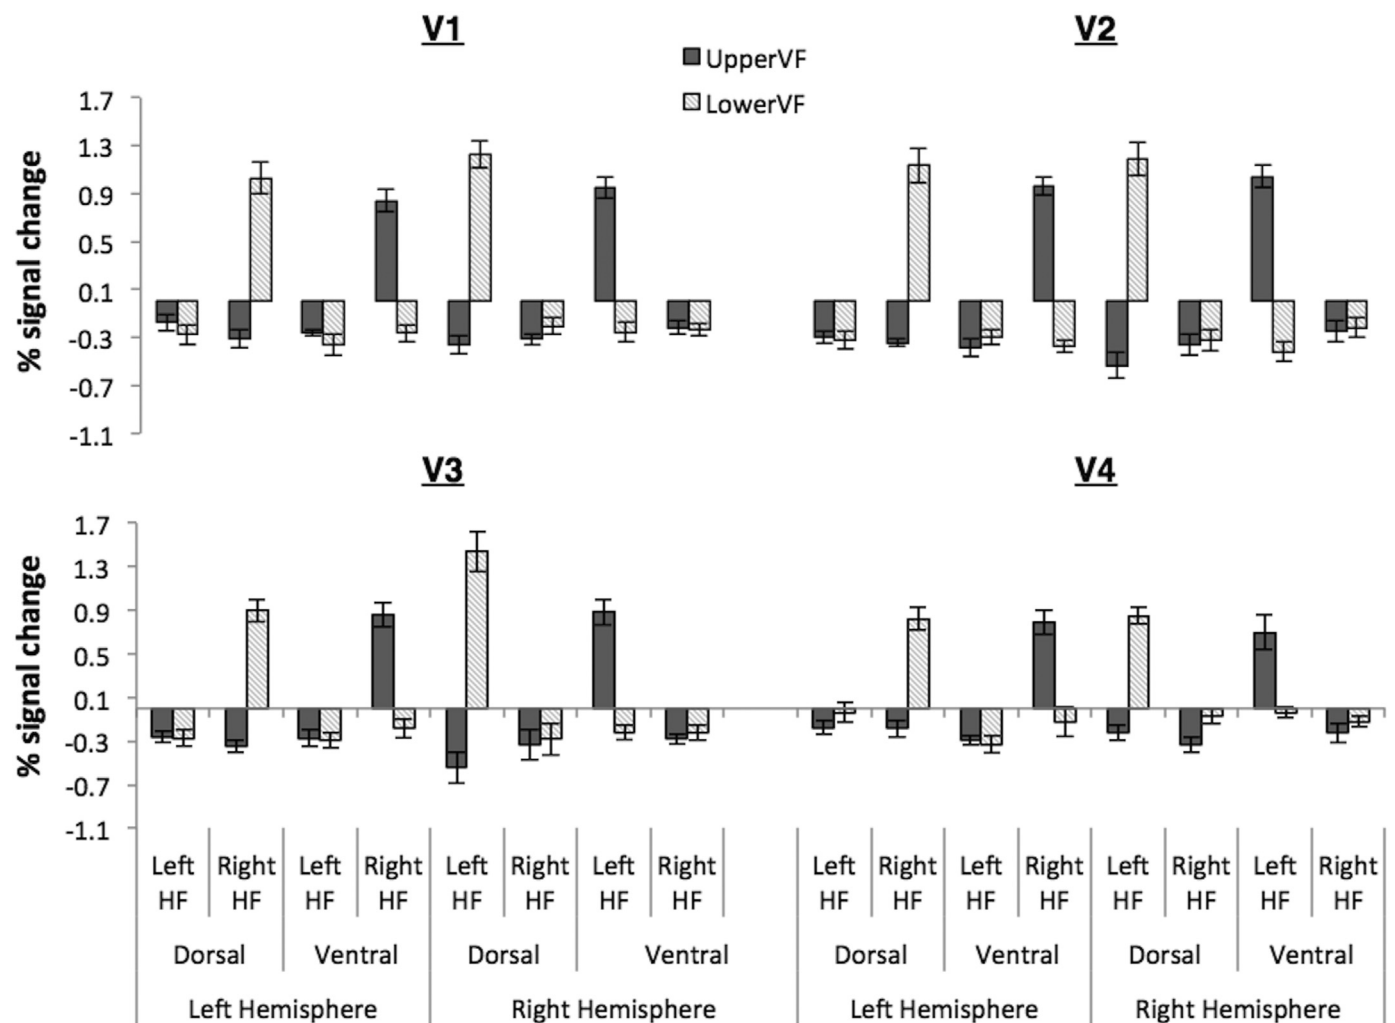 V1
V2
UpperVF
LowerVF
% signal change
1.7
1.3
0.9
0.5
0.1
-0.3
-0.7
-1.1
V3
V4
% signal change
1.7
1.3
0.9
0.5
0.1
-0.3
-0.7
-1.1
Left Right Left Right Left Right Left Right Left Right Left Right Left Right Left Right
HF HF HF HF HF HF HF HF HF HF HF HF HF HF HF HF
Dorsal Ventral Dorsal Ventral Dorsal Ventral Dorsal Ventral
Left Hemisphere Right Hemisphere Left Hemisphere Right Hemisphere